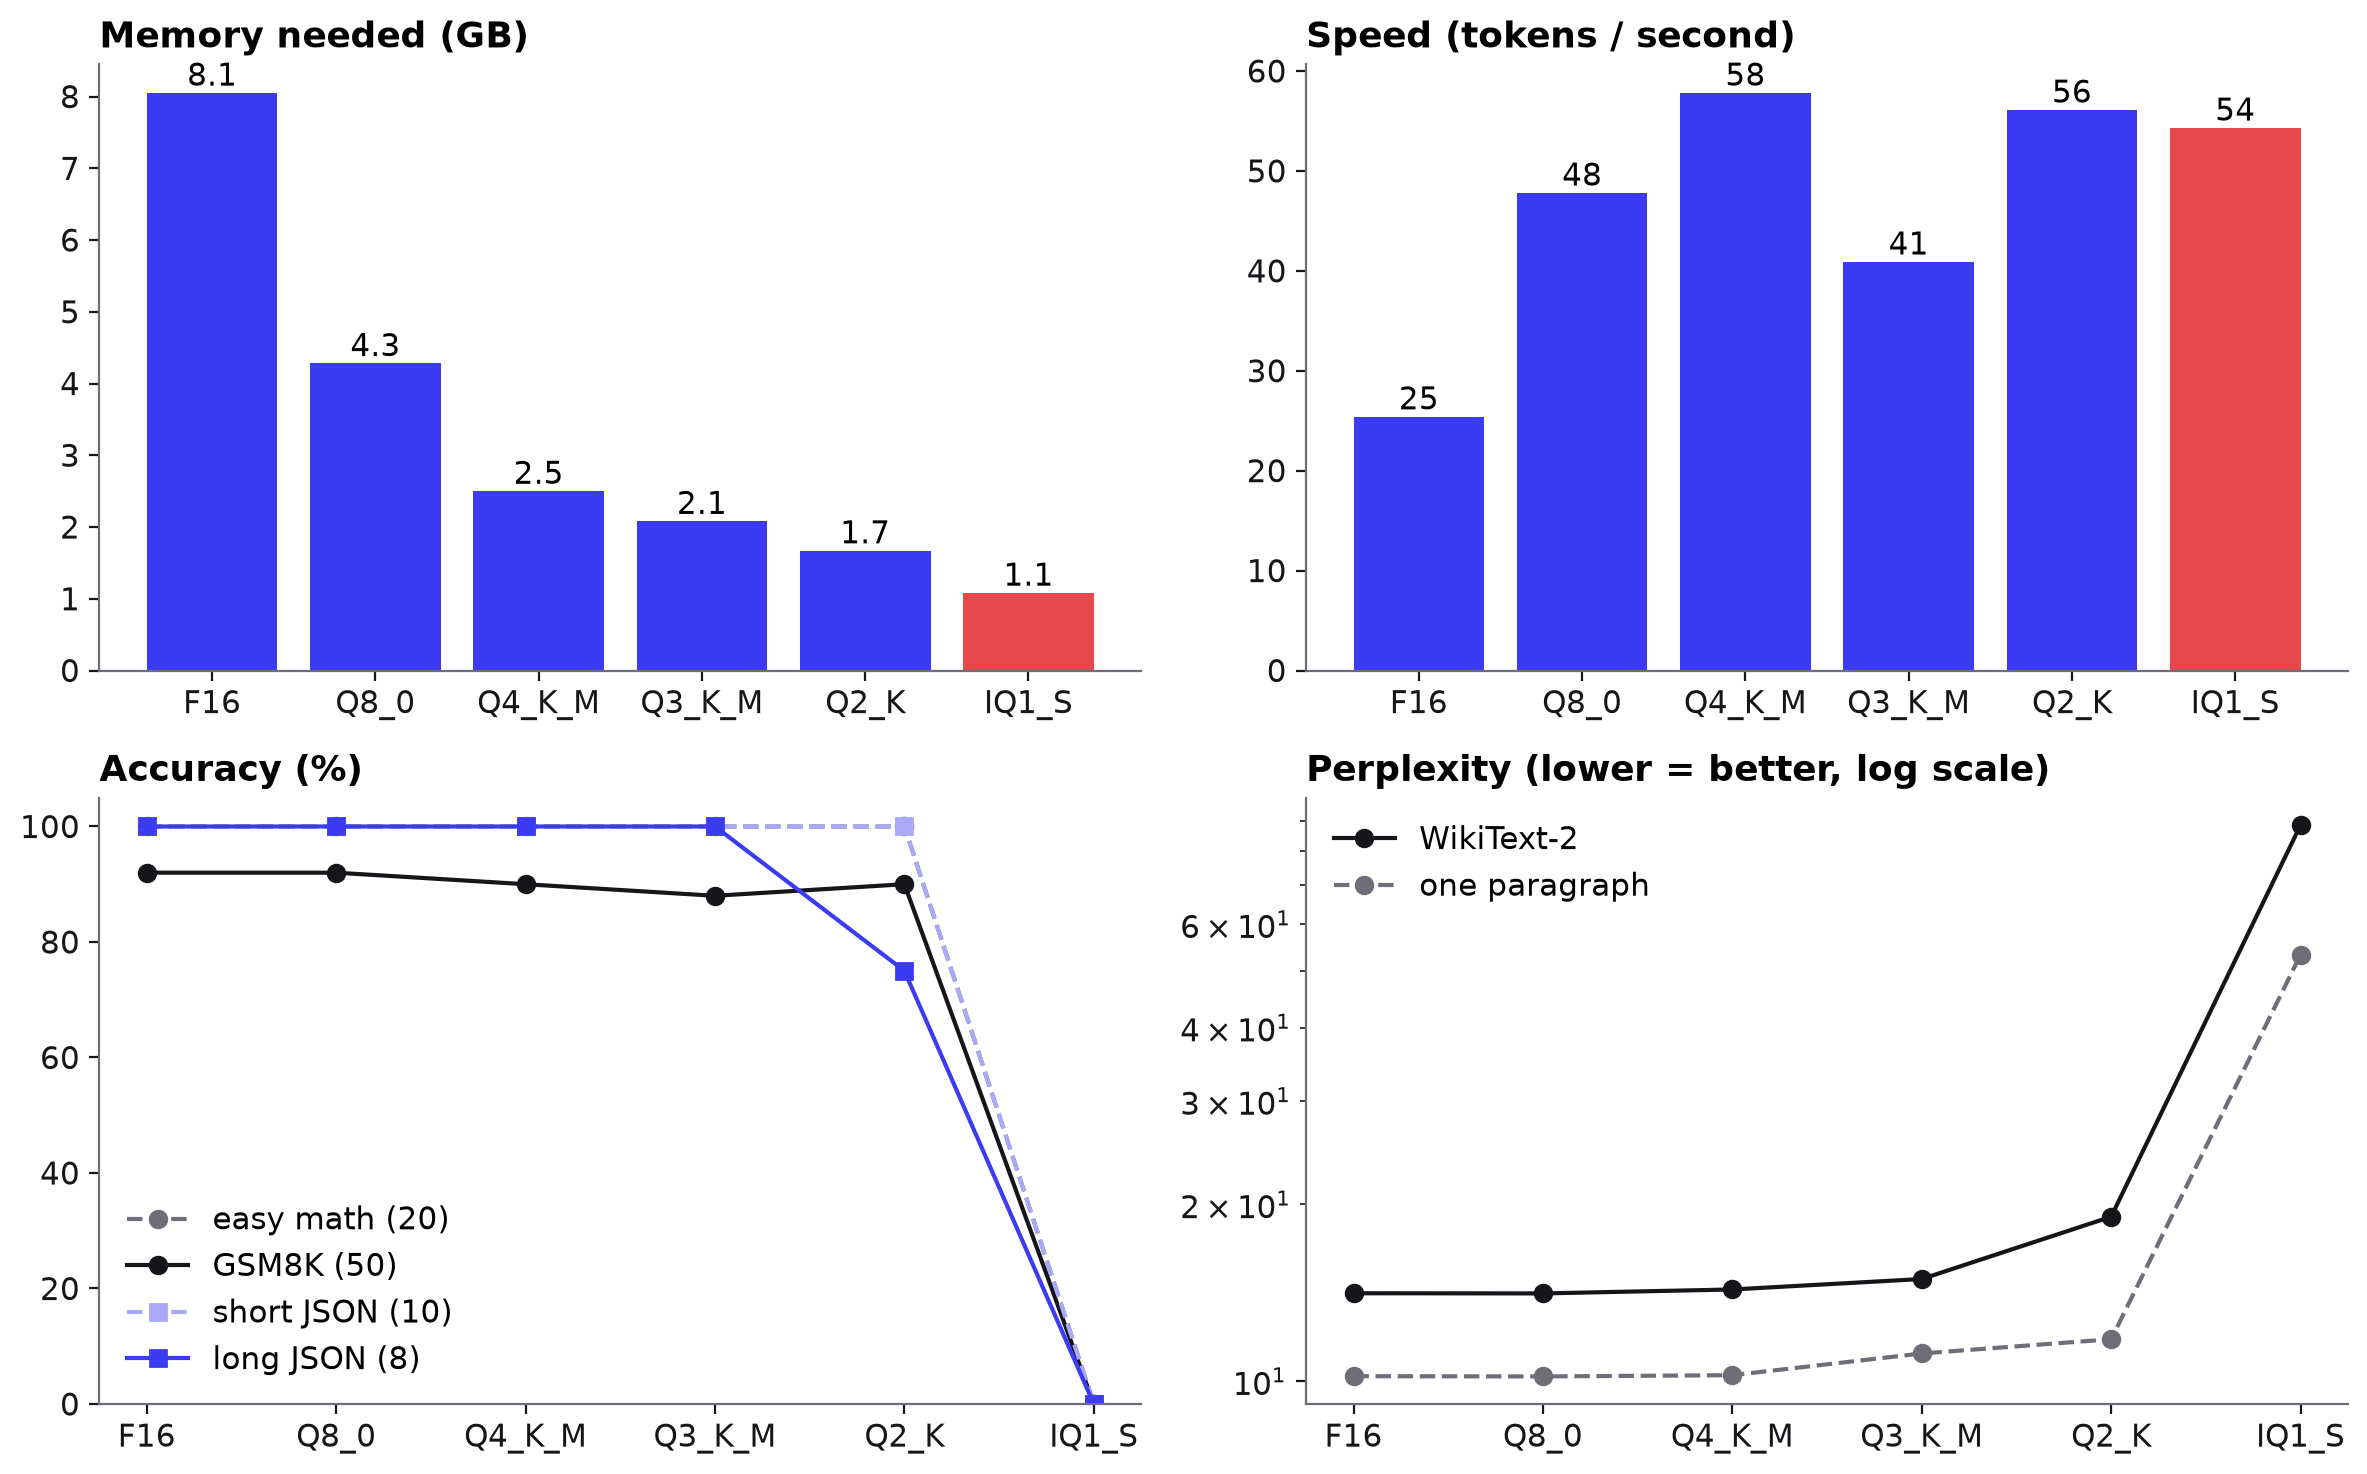 Memory needed (GB)
8.1
4.3
2.5
2.1
1.7
1.1
8
7
6
5
4
3
2
1
0
F16 Q8_0 Q4_K_M Q3_K_M Q2_K IQ1_S
Speed (tokens / second)
25
48
58
41
56
54
60
50
40
30
20
10
0
F16 Q8_0 Q4_K_M Q3_K_M Q2_K IQ1_S
Accuracy (%)
100
80
60
40
20
0
easy math (20)
GSM8K (50)
short JSON (10)
long JSON (8)
F16 Q8_0 Q4_K_M Q3_K_M Q2_K IQ1_S
Perplexity (lower = better, log scale)
WikiText-2
one paragraph
6 × 10¹
4 × 10¹
3 × 10¹
2 × 10¹
10¹
F16 Q8_0 Q4_K_M Q3_K_M Q2_K IQ1_S